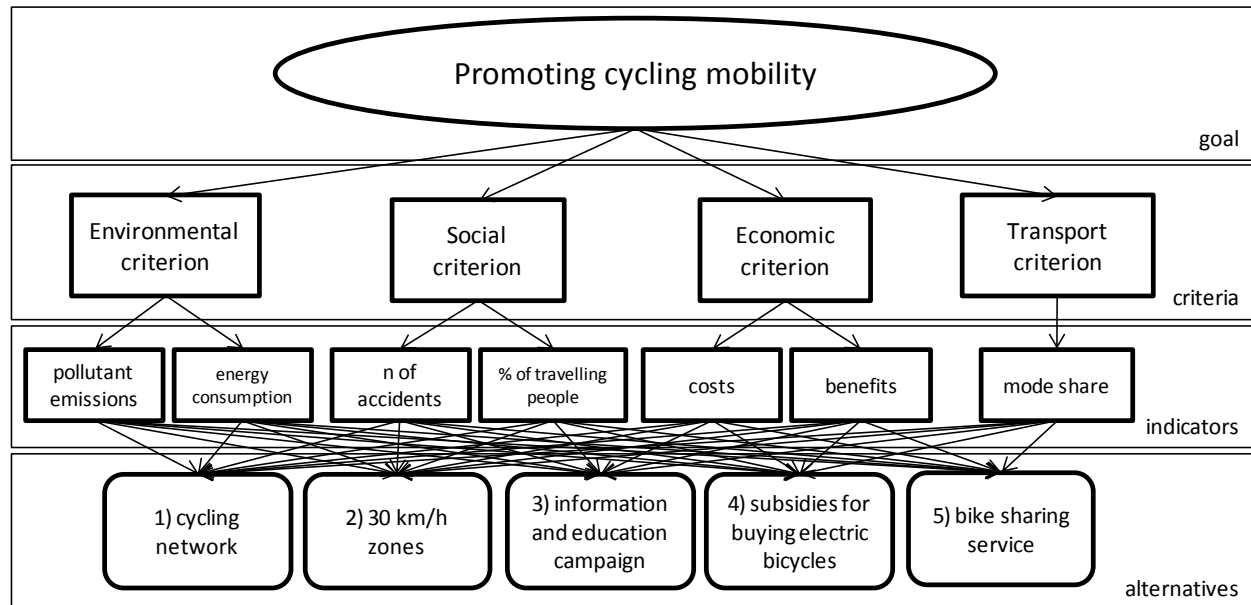 Promoting cycling mobility
goal
Environmental
criterion
Social
criterion
Economic
criterion
Transport
criterion
criteria
pollutant
emissions
energy
consumption
n of
accidents
% of travelling
people
costs
benefits
mode share
indicators
1) cycling
network
2) 30 km/h
zones
3) information
and education
campaign
4) subsidies for
buying electric
bicycles
5) bike sharing
service
alternatives